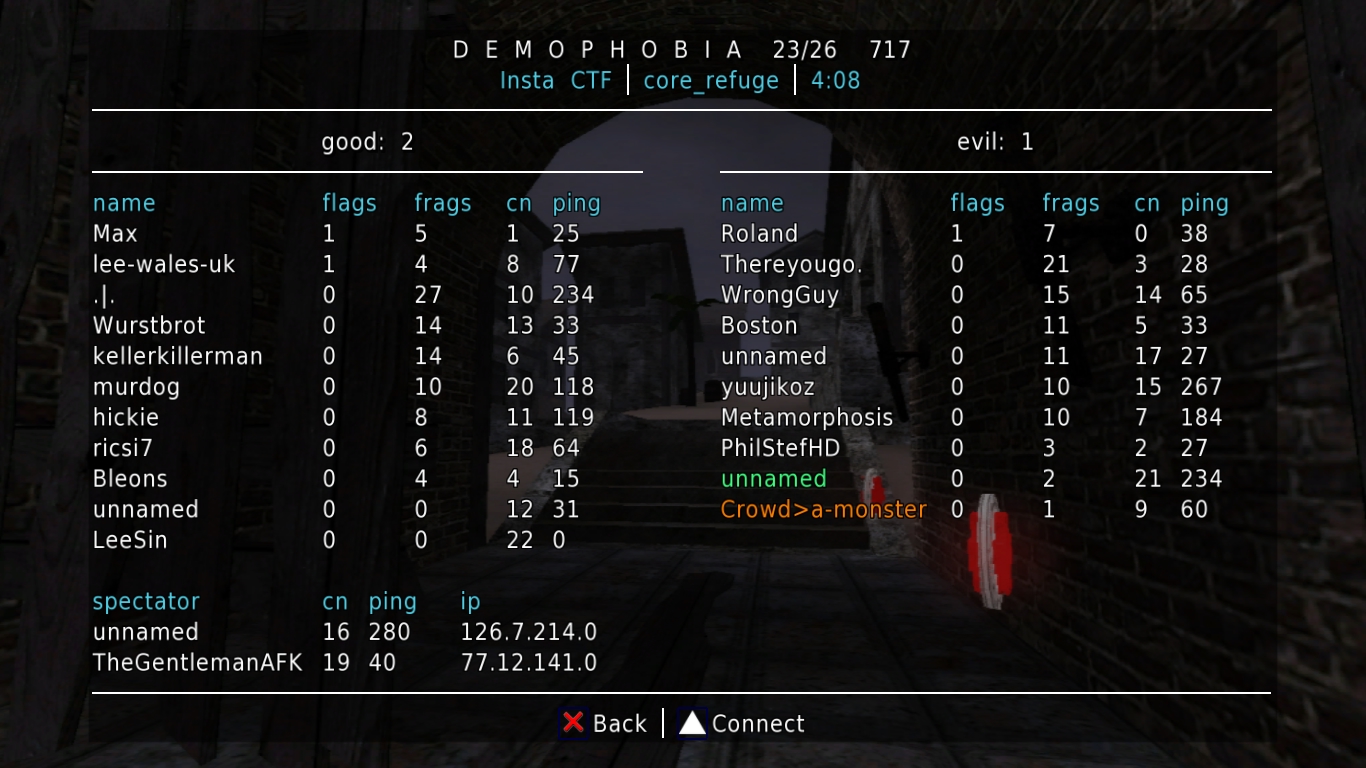 D E M O P H O B I A 23/26 717
Insta CTF | core_refuge | 4:08
good: 2 evil: 1
name flags frags cn ping name flags frags cn ping
Max 1 5 1 25 Roland 1 7 0 38
lee-wales-uk 1 4 8 77 Thereyougo. 0 21 3 28
.|. 0 27 10 234 WrongGuy 0 15 14 65
Wurstbrot 0 14 13 33 Boston 0 11 5 33
kellerkillerman 0 14 6 45 unnamed 0 11 17 27
murdog 0 10 20 118 yuujikoz 0 10 15 267
hickie 0 8 11 119 Metamorphosis 0 10 7 184
ricsi7 0 6 18 64 PhilStefHD 0 3 2 27
Bleons 0 4 4 15 unnamed 0 2 21 234
unnamed 0 0 12 31 Crowd>a-monster 0 1 9 60
LeeSin 0 0 22 0
spectator cn ping ip
unnamed 16 280 126.7.214.0
TheGentlemanAFK 19 40 77.12.141.0
Back | Connect